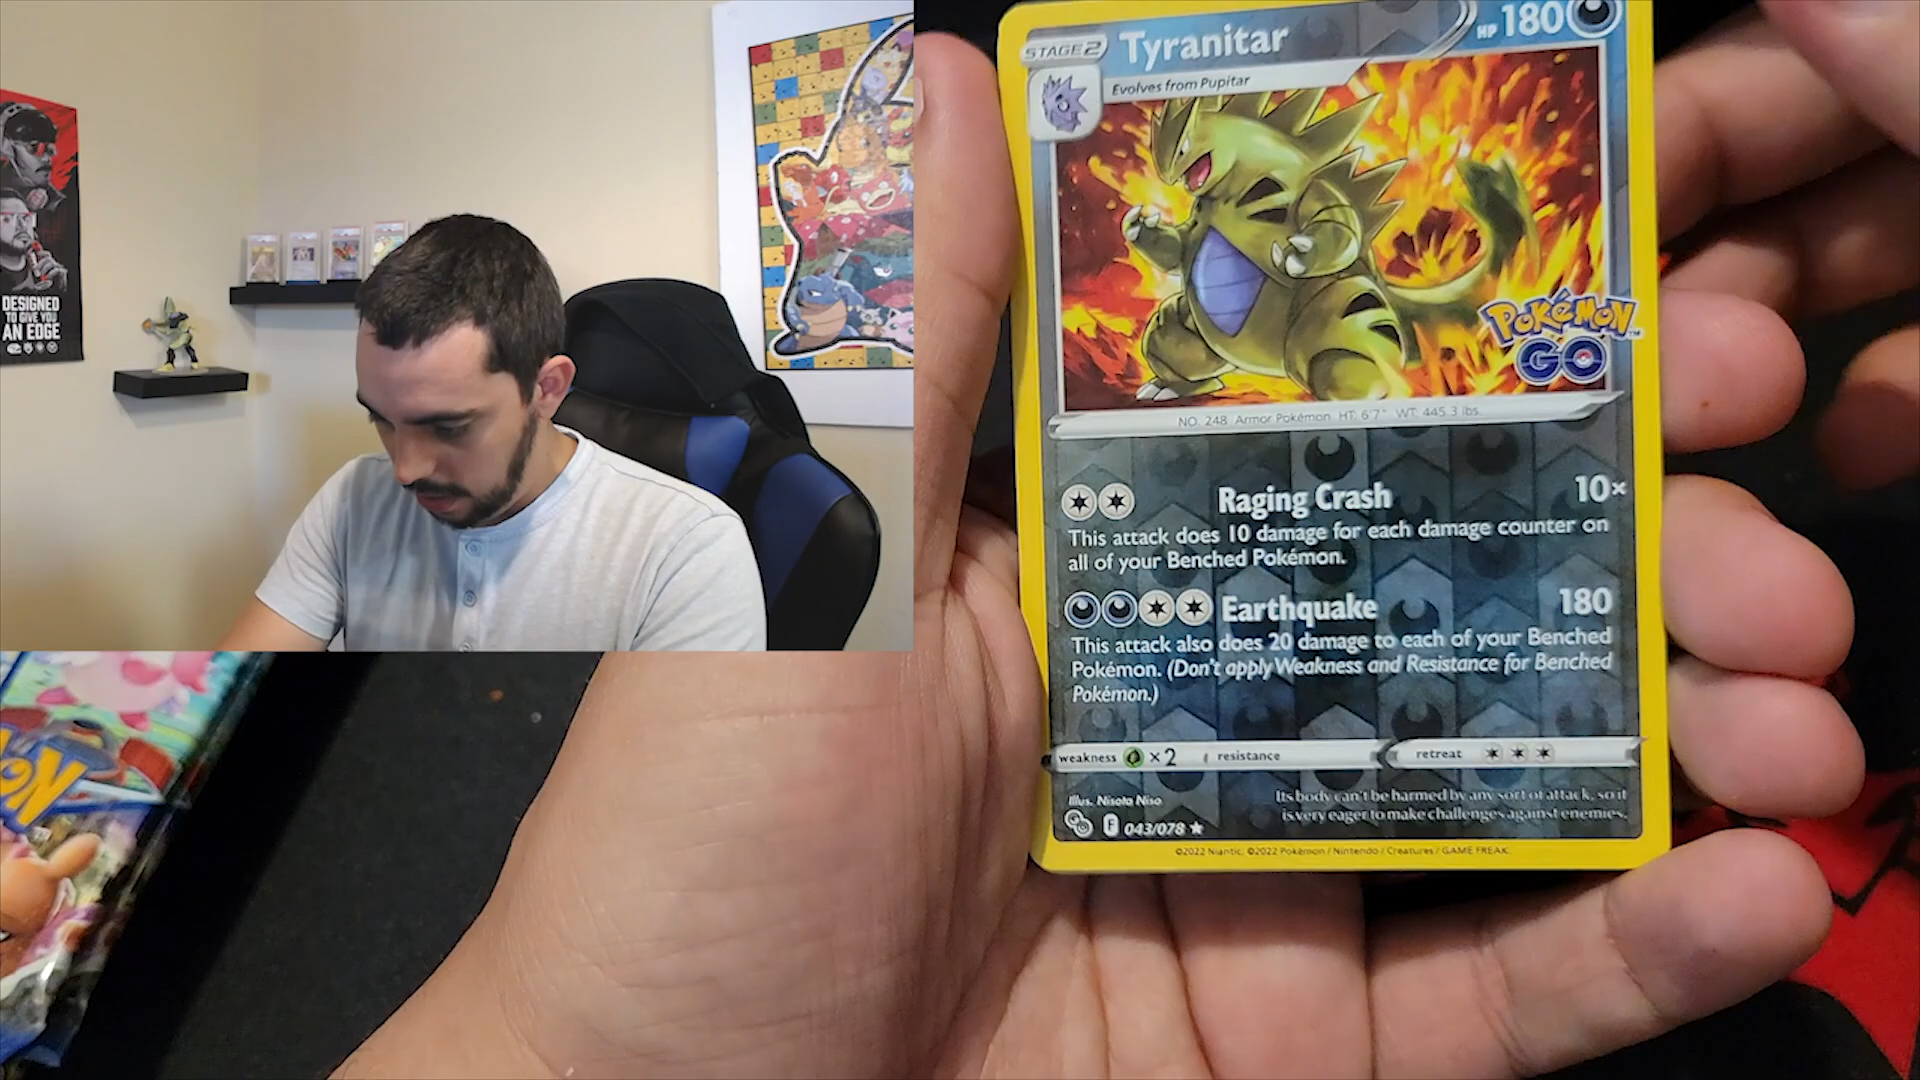 DESIGNED
TO GIVE YOU
AN EDGE
STAGE2
Tyranitar
HP 180
Evolves from Pupitar
POKÉMON™
GO
NO. 248 Armor Pokémon HT: 6'7" WT: 445.3 lbs.
Raging Crash 10×
This attack does 10 damage for each damage counter on
all of your Benched Pokémon.
Earthquake 180
This attack also does 20 damage to each of your Benched
Pokémon. (Don't apply Weakness and Resistance for Benched
Pokémon.)
weakness ×2 resistance retreat
Illus. Nisota Niso
Its body can't be harmed by any sort of attack, so it
is very eager to make challenges against enemies.
F 043/078 ★
©2022 Niantic. ©2022 Pokémon / Nintendo / Creatures / GAME FREAK.